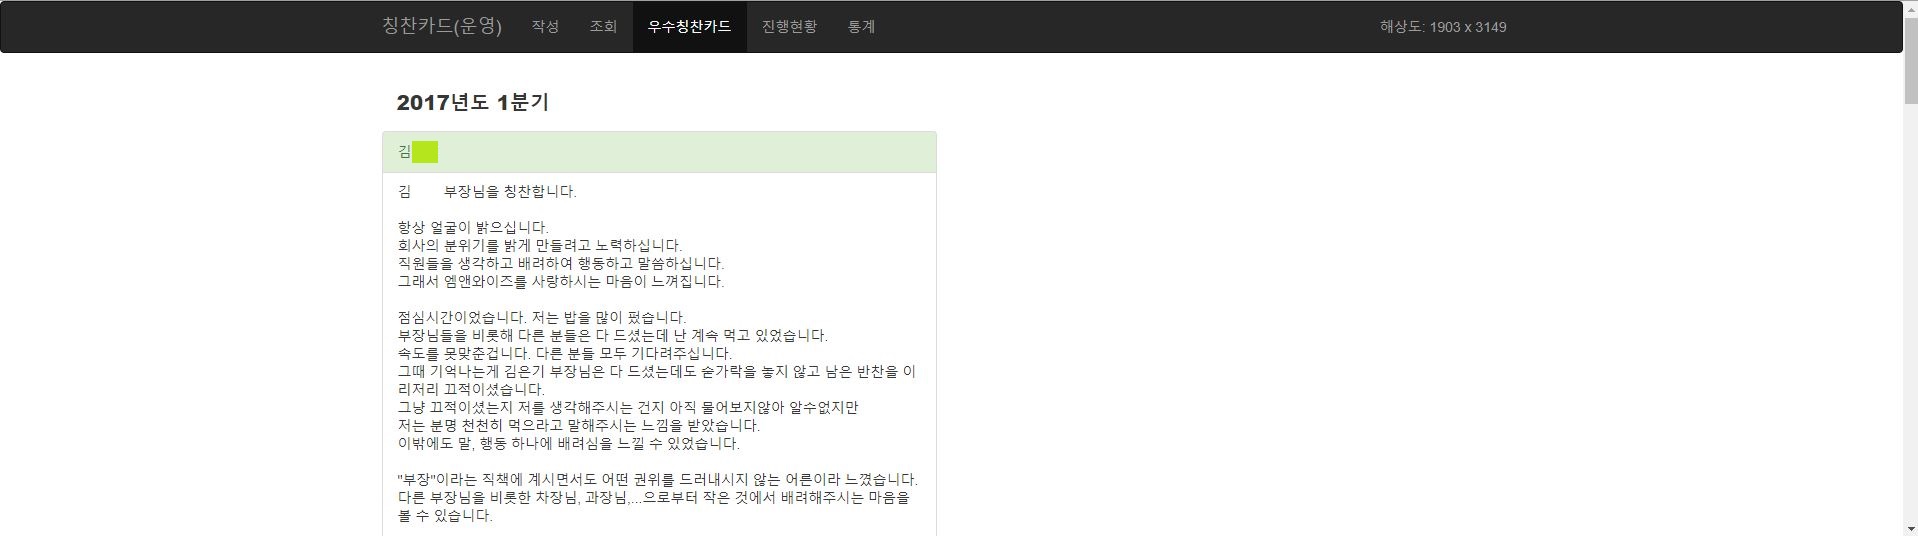 칭찬카드(운영) 작성 조회 우수칭찬카드 진행현황 통계 해상도: 1903 x 3149
2017년도 1분기
김
김 부장님을 칭찬합니다.
항상 얼굴이 밝으십니다.
회사의 분위기를 밝게 만들려고 노력하십니다.
직원들을 생각하고 배려하여 행동하고 말씀하십니다.
그래서 엠앤와이즈를 사랑하시는 마음이 느껴집니다.
점심시간이었습니다. 저는 밥을 많이 펐습니다.
부장님들을 비롯해 다른 분들은 다 드셨는데 난 계속 먹고 있었습니다.
속도를 못맞춘겁니다. 다른 분들 모두 기다려주십니다.
그때 기억나는게 김은기 부장님은 다 드셨는데도 숟가락을 놓지 않고 남은 반찬을 이
리저리 끄적이셨습니다.
그냥 끄적이셨는지 저를 생각해주시는 건지 아직 물어보지않아 알수없지만
저는 분명 천천히 먹으라고 말해주시는 느낌을 받았습니다.
이밖에도 말, 행동 하나에 배려심을 느낄 수 있었습니다.
"부장"이라는 직책에 계시면서도 어떤 권위를 드러내시지 않는 어른이라 느꼈습니다.
다른 부장님을 비롯한 차장님, 과장님,...으로부터 작은 것에서 배려해주시는 마음을
볼 수 있습니다.